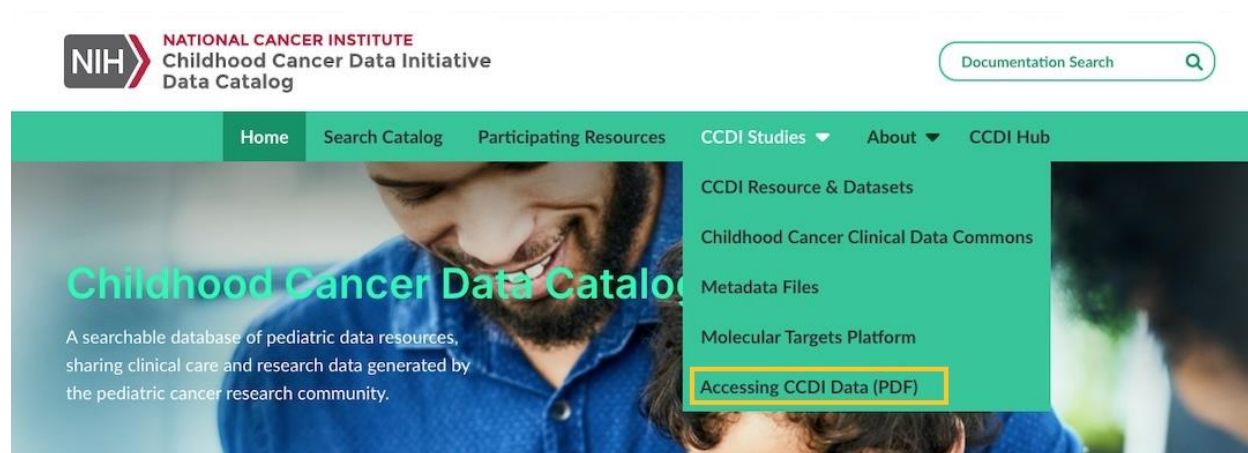 NIH
NATIONAL CANCER INSTITUTE
Childhood Cancer Data Initiative
Data Catalog
Documentation Search
Home Search Catalog Participating Resources CCDI Studies About CCDI Hub
CCDI Resource & Datasets
Childhood Cancer Clinical Data Commons
Metadata Files
Molecular Targets Platform
Accessing CCDI Data (PDF)
Childhood Cancer Data Catalog
A searchable database of pediatric data resources,
sharing clinical care and research data generated by
the pediatric cancer research community.